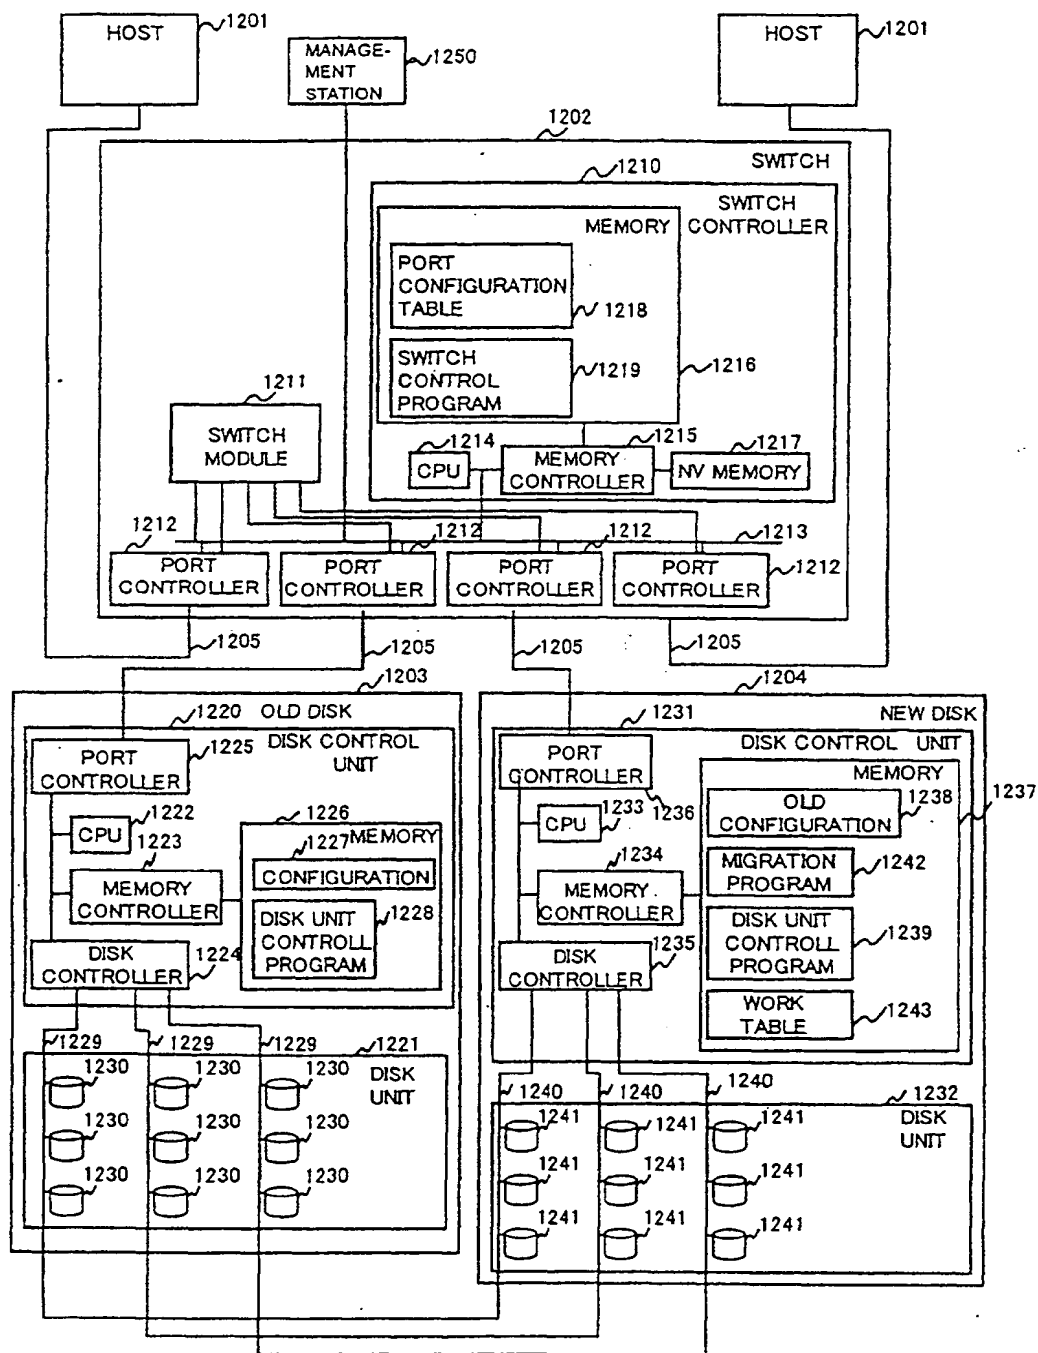 HOST
1201
MANAGE-
MENT
STATION
1250
HOST
1201
1202
SWITCH
1210
SWITCH
CONTROLLER
MEMORY
PORT
CONFIGURATION
TABLE
1218
SWITCH
CONTROL
PROGRAM
1219
1216
1211
SWITCH
MODULE
1214
CPU
1215
MEMORY
CONTROLLER
1217
NV MEMORY
1213
1212
PORT
CONTROLLER
1212
PORT
CONTROLLER
1212
PORT
CONTROLLER
1212
PORT
CONTROLLER
1205
1205
1205
1205
1203
OLD DISK
1220
DISK CONTROL
UNIT
PORT
CONTROLLER
1225
CPU
1222
1223
MEMORY
CONTROLLER
1226
MEMORY
1227
CONFIGURATION
DISK UNIT
CONTROLL
PROGRAM
1228
DISK
CONTROLLER
1224
1229
1229
1229
1221
DISK
UNIT
1230
1230
1230
1230
1230
1230
1230
1230
1230
1204
NEW DISK
1231
DISK CONTROL UNIT
PORT
CONTROLLER
1236
MEMORY
1237
OLD
CONFIGURATION
1238
CPU
1233
1234
MEMORY
CONTROLLER
MIGRATION
PROGRAM
1242
DISK UNIT
CONTROLL
PROGRAM
1239
DISK
CONTROLLER
1235
WORK
TABLE
1243
1240
1240
1240
1232
DISK
UNIT
1241
1241
1241
1241
1241
1241
1241
1241
1241